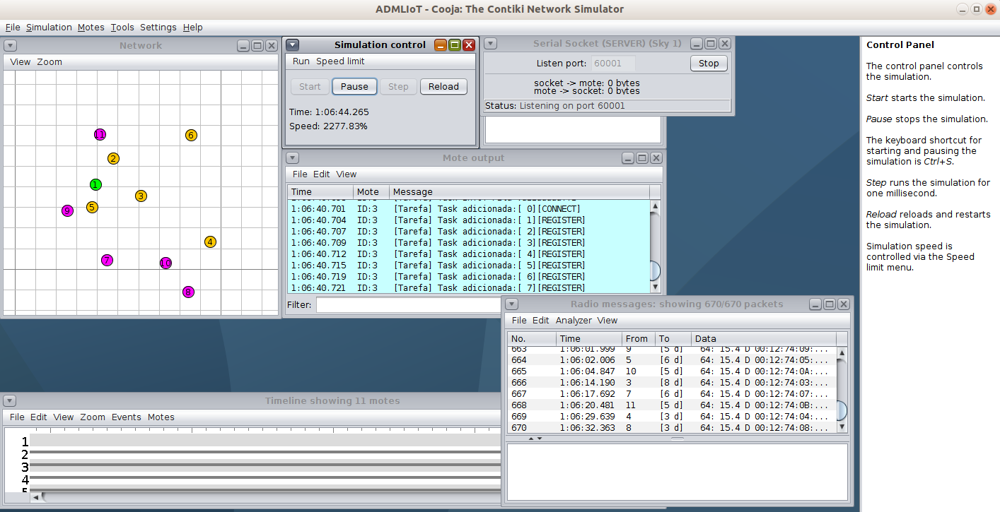 ADMLIoT - Cooja: The Contiki Network Simulator
File Simulation Motes Tools Settings Help
Network
View Zoom
11
6
2
1
3
9
5
4
7
10
8
Simulation control
Run Speed limit
Start Pause Step Reload
Time: 1:06:44.265
Speed: 2277.83%
Serial Socket (SERVER) (Sky 1)
Listen port: 60001 Stop
socket -> mote: 0 bytes
mote -> socket: 0 bytes
Status: Listening on port 60001
Mote output
File Edit View
Time Mote Message
1:06:40.701 ID:3 [Tarefa] Task adicionada:[ 0][CONNECT]
1:06:40.704 ID:3 [Tarefa] Task adicionada:[ 1][REGISTER]
1:06:40.707 ID:3 [Tarefa] Task adicionada:[ 2][REGISTER]
1:06:40.709 ID:3 [Tarefa] Task adicionada:[ 3][REGISTER]
1:06:40.712 ID:3 [Tarefa] Task adicionada:[ 4][REGISTER]
1:06:40.715 ID:3 [Tarefa] Task adicionada:[ 5][REGISTER]
1:06:40.719 ID:3 [Tarefa] Task adicionada:[ 6][REGISTER]
1:06:40.721 ID:3 [Tarefa] Task adicionada:[ 7][REGISTER]
Filter:
Radio messages: showing 670/670 packets
File Edit Analyzer View
No. Time From To Data
663 1:06:01.999 9 [5 d] 64: 15.4 D 00:12:74:09:...
664 1:06:02.006 5 [6 d] 64: 15.4 D 00:12:74:05:...
665 1:06:04.847 10 [5 d] 64: 15.4 D 00:12:74:0A:...
666 1:06:14.190 3 [8 d] 64: 15.4 D 00:12:74:03:...
667 1:06:17.692 7 [6 d] 64: 15.4 D 00:12:74:07:...
668 1:06:20.481 11 [5 d] 64: 15.4 D 00:12:74:0B:...
669 1:06:29.639 4 [3 d] 64: 15.4 D 00:12:74:04:...
670 1:06:32.363 8 [3 d] 64: 15.4 D 00:12:74:08:...
Timeline showing 11 motes
File Edit View Zoom Events Motes
1
2
3
4
5
Control Panel
The control panel controls
the simulation.
Start starts the simulation.
Pause stops the simulation.
The keyboard shortcut for
starting and pausing the
simulation is Ctrl+S.
Step runs the simulation for
one millisecond.
Reload reloads and restarts
the simulation.
Simulation speed is
controlled via the Speed
limit menu.